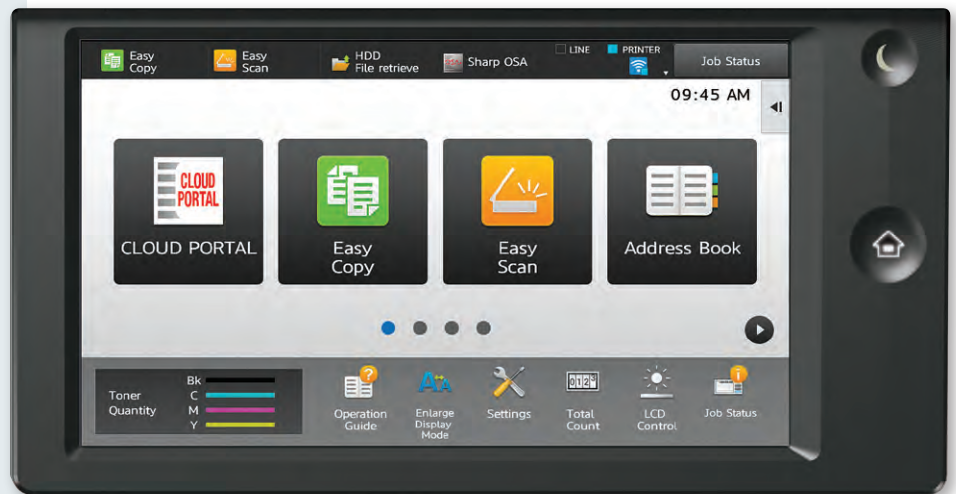 Easy
Copy
Easy
Scan
HDD
File retrieve
Sharp OSA
LINE
PRINTER
Job Status
09:45 AM
CLOUD
PORTAL
CLOUD PORTAL
Easy
Copy
Easy
Scan
Address Book
Toner
Quantity
Bk
C
M
Y
Operation
Guide
Enlarge
Display
Mode
Settings
Total
Count
LCD
Control
Job Status